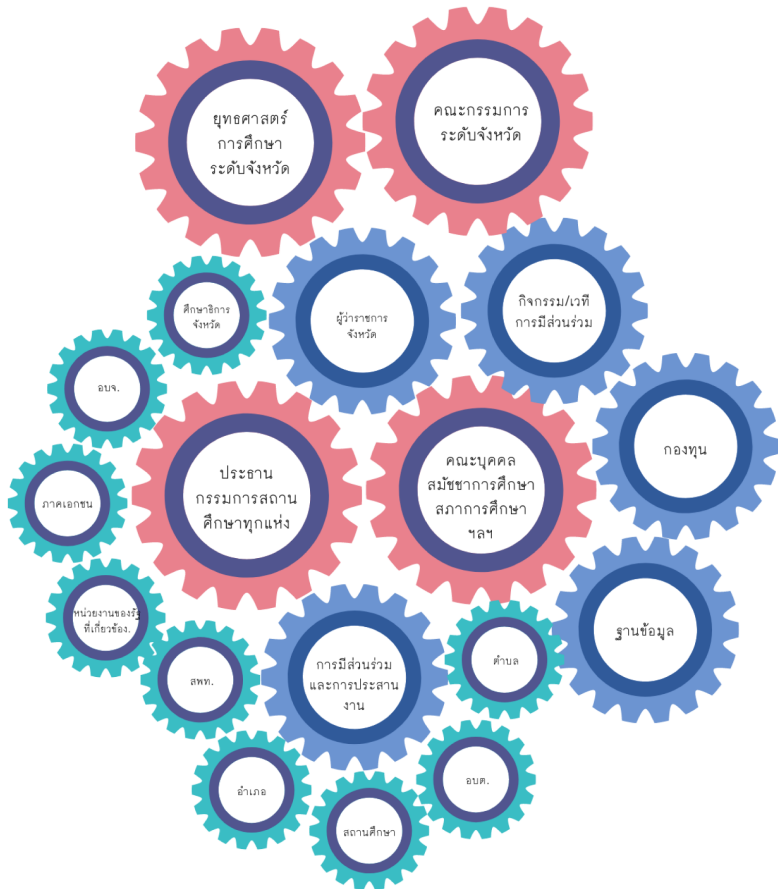 ยุทธศาสตร์
การศึกษา
ระดับจังหวัด
คณะกรรมการ
ระดับจังหวัด
ศึกษาธิการ
จังหวัด
ผู้ว่าราชการ
จังหวัด
กิจกรรม/เวที
การมีส่วนร่วม
อบจ.
กองทุน
ประธาน
กรรมการสถาน
ศึกษาทุกแห่ง
คณะบุคคล
สมัชชาการศึกษา
สภาการศึกษา
ฯลฯ
ภาคเอกชน
หน่วยงานของรัฐ
ที่เกี่ยวข้อง.
ฐานข้อมูล
สพท.
การมีส่วนร่วม
และการประสาน
งาน
ตำบล
อำเภอ
อบต.
สถานศึกษา